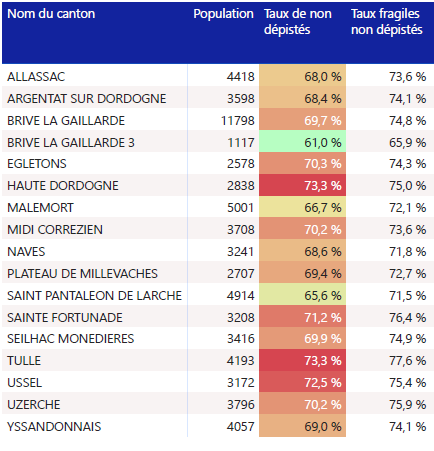 Nom du canton Population Taux de non dépistés Taux fragiles non dépistés
ALLASSAC 4418 68,0 % 73,6 %
ARGENTAT SUR DORDOGNE 3598 68,4 % 74,1 %
BRIVE LA GAILLARDE 11798 69,7 % 74,8 %
BRIVE LA GAILLARDE 3 1117 61,0 % 65,9 %
EGLETONS 2578 70,3 % 74,3 %
HAUTE DORDOGNE 2838 73,3 % 75,0 %
MALEMORT 5001 66,7 % 72,1 %
MIDI CORREZIEN 3708 70,2 % 73,6 %
NAVES 3241 68,6 % 71,8 %
PLATEAU DE MILLEVACHES 2707 69,4 % 72,7 %
SAINT PANTALEON DE LARCHE 4914 65,6 % 71,5 %
SAINTE FORTUNADE 3208 71,2 % 76,4 %
SEILHAC MONEDIERES 3416 69,9 % 74,9 %
TULLE 4193 73,3 % 77,6 %
USSEL 3172 72,5 % 75,4 %
UZERCHE 3796 70,2 % 75,9 %
YSSANDONNAIS 4057 69,0 % 74,1 %